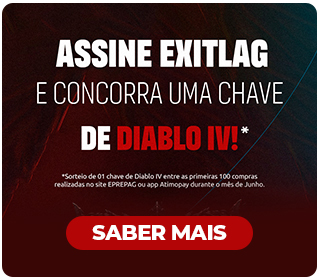 ASSINE EXITLAG
E CONCORRA UMA CHAVE
DE DIABLO IV!*
*Sorteio de 01 chave de Diablo IV entre as primeiras 100 compras
realizadas no site EPREPAG ou app Atimopay durante o mês de Junho.
SABER MAIS